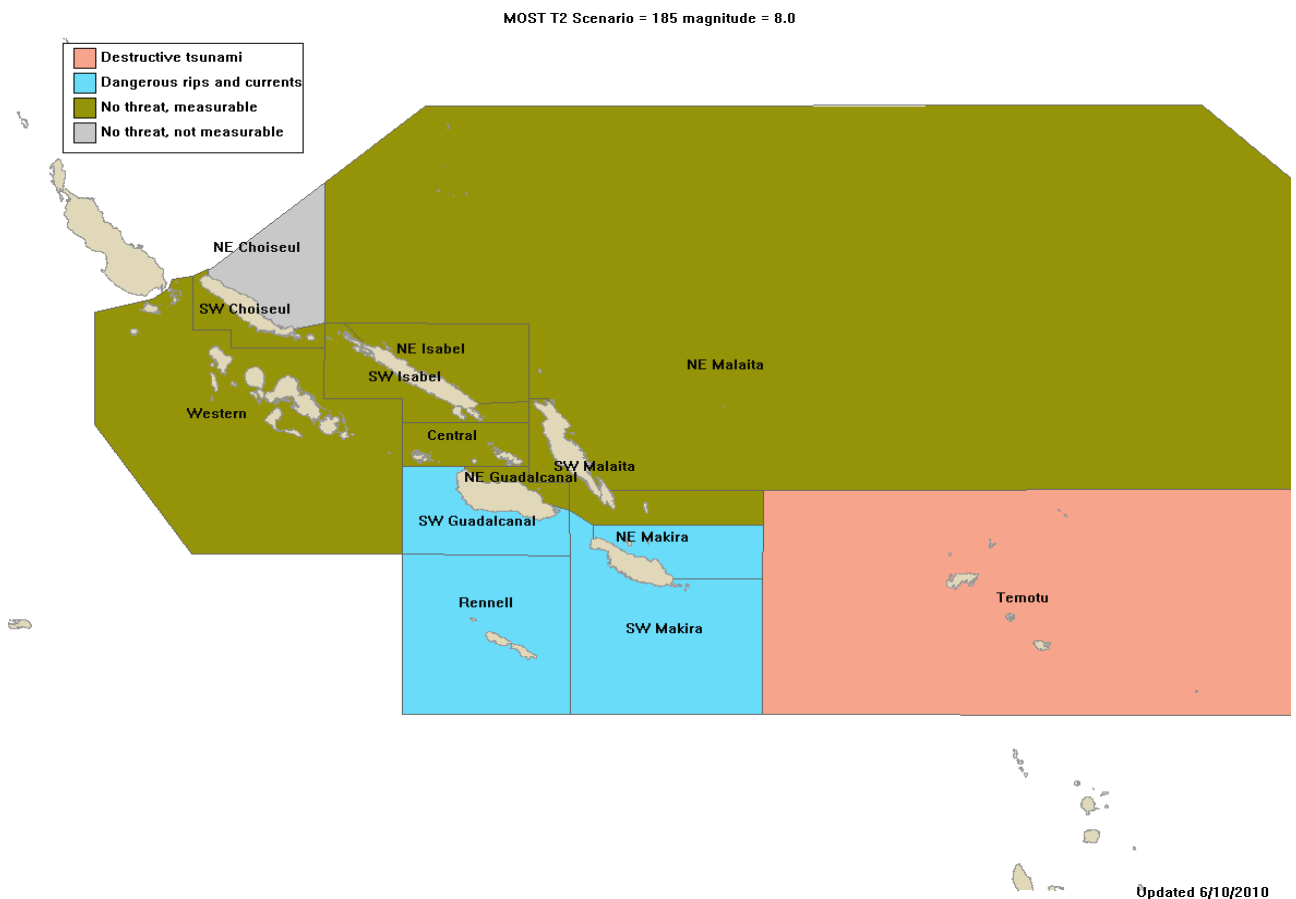 MOST T2 Scenario = 185 magnitude = 8.0
Destructive tsunami
Dangerous rips and currents
No threat, measurable
No threat, not measurable
NE Choiseul
SW Choiseul
NE Isabel
NE Malaita
SW Isabel
Western
Central
SW Malaita
NE Guadalcanal
SW Guadalcanal
NE Makira
Temotu
Rennell
SW Makira
Updated 6/10/2010